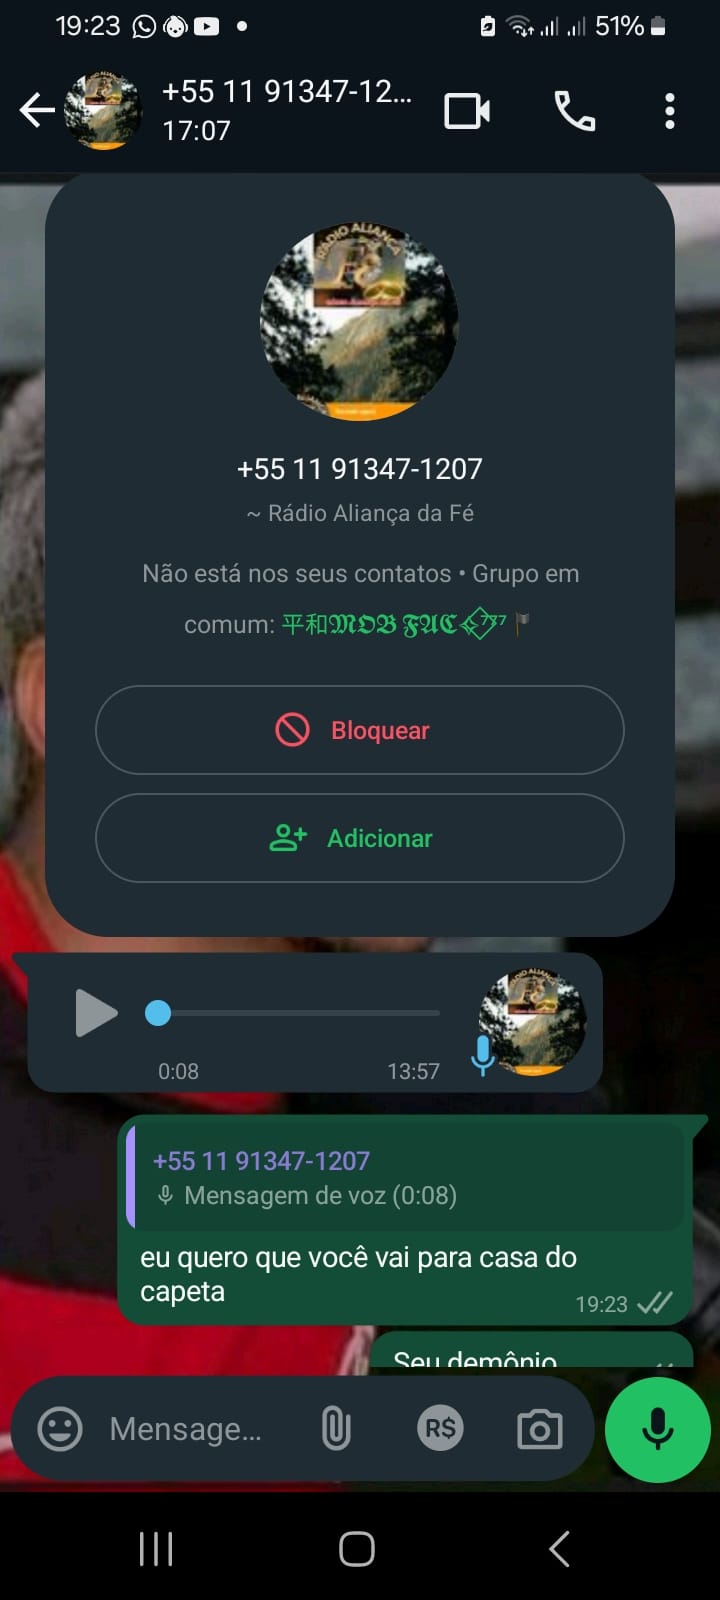 19:23
51%
+55 11 91347-12...
17:07
RÁDIO ALIANÇA
+55 11 91347-1207
~ Rádio Aliança da Fé
Não está nos seus contatos • Grupo em
comum: 平和𝕸𝕺𝕭 𝕱𝕬𝕮
Bloquear
Adicionar
0:08
13:57
+55 11 91347-1207
Mensagem de voz (0:08)
eu quero que você vai para casa do
capeta
19:23
Seu demônio
Mensage...
R$